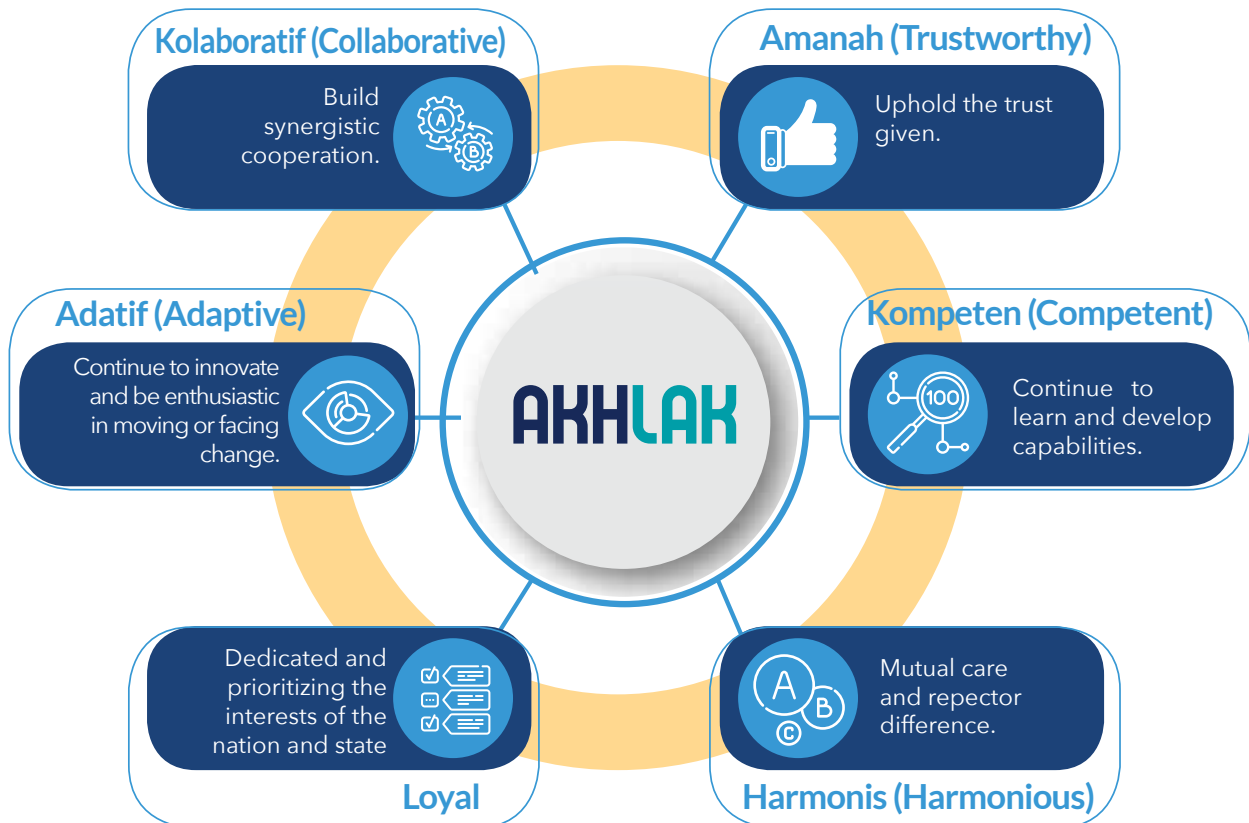 Kolaboratif (Collaborative)
Build
synergistic
cooperation.
A
B
Amanah (Trustworthy)
Uphold the trust
given.
Adatif (Adaptive)
Continue to innovate
and be enthusiastic
in moving or facing
change.
AKHLAK
Kompeten (Competent)
100
Continue to
learn and develop
capabilities.
Dedicated and
prioritizing the
interests of the
nation and state
Loyal
A
B
C
Mutual care
and repector
difference.
Harmonis (Harmonious)